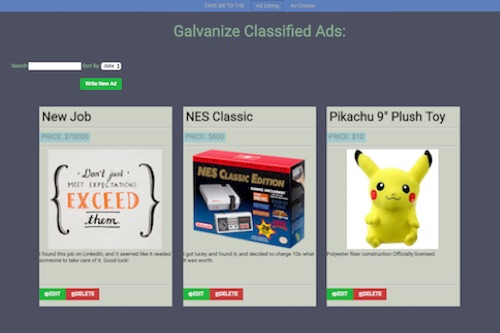 TAKE ME TO THE Ad Listing Ad Creator
Galvanize Classified Ads:
Search Sort By: date
Write New Ad
New Job
PRICE: $70000
"Don't just
MEET EXPECTATIONS
EXCEED
them.
I found this job on LinkedIn, and it seemed like it needed
someone to take care of it. Good luck!
EDIT DELETE
NES Classic
PRICE: $600
NES CLASSIC EDITION
I got lucky and found it, and decided to charge 10x what
it was worth.
EDIT DELETE
Pikachu 9" Plush Toy
PRICE: $10
Polyester fiber construction Officially licensed.
EDIT DELETE